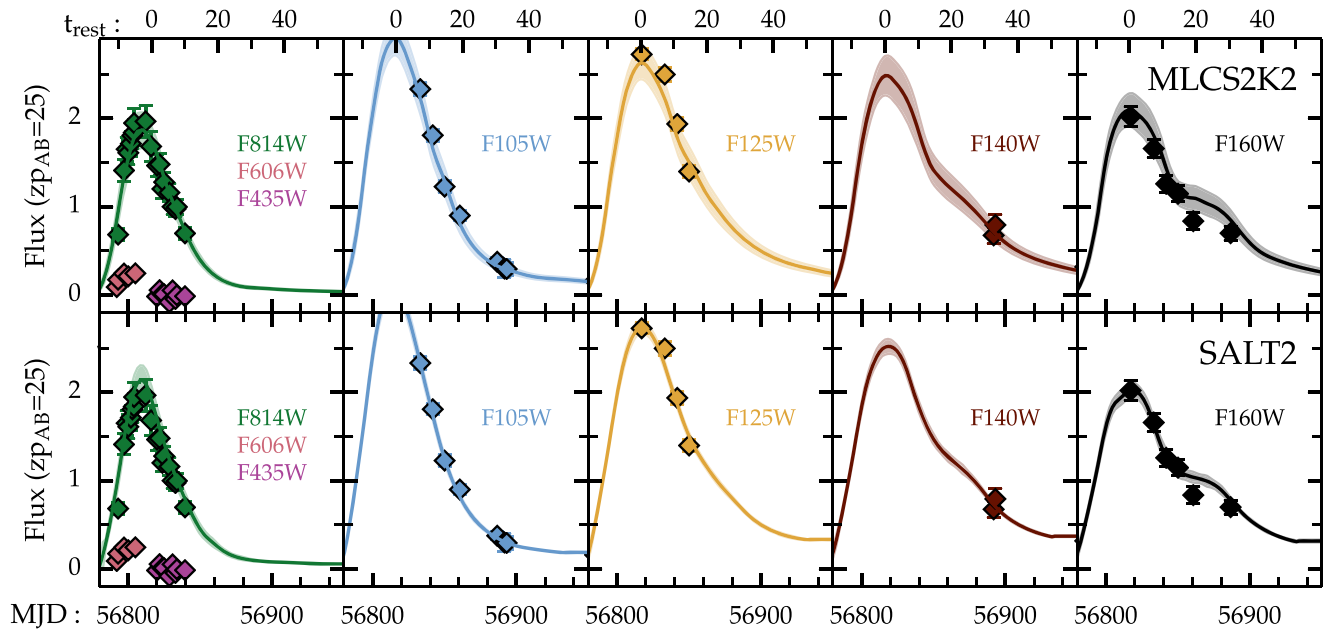 t_rest : 0 20 40 0 20 40 0 20 40 0 20 40 0 20 40
Flux (zp_AB=25)
2
1
0
F814W
F606W
F435W
F105W
F125W
F140W
MLCS2K2
F160W
Flux (zp_AB=25)
2
1
0
F814W
F606W
F435W
F105W
F125W
F140W
SALT2
F160W
MJD : 56800 56900 56800 56900 56800 56900 56800 56900 56800 56900